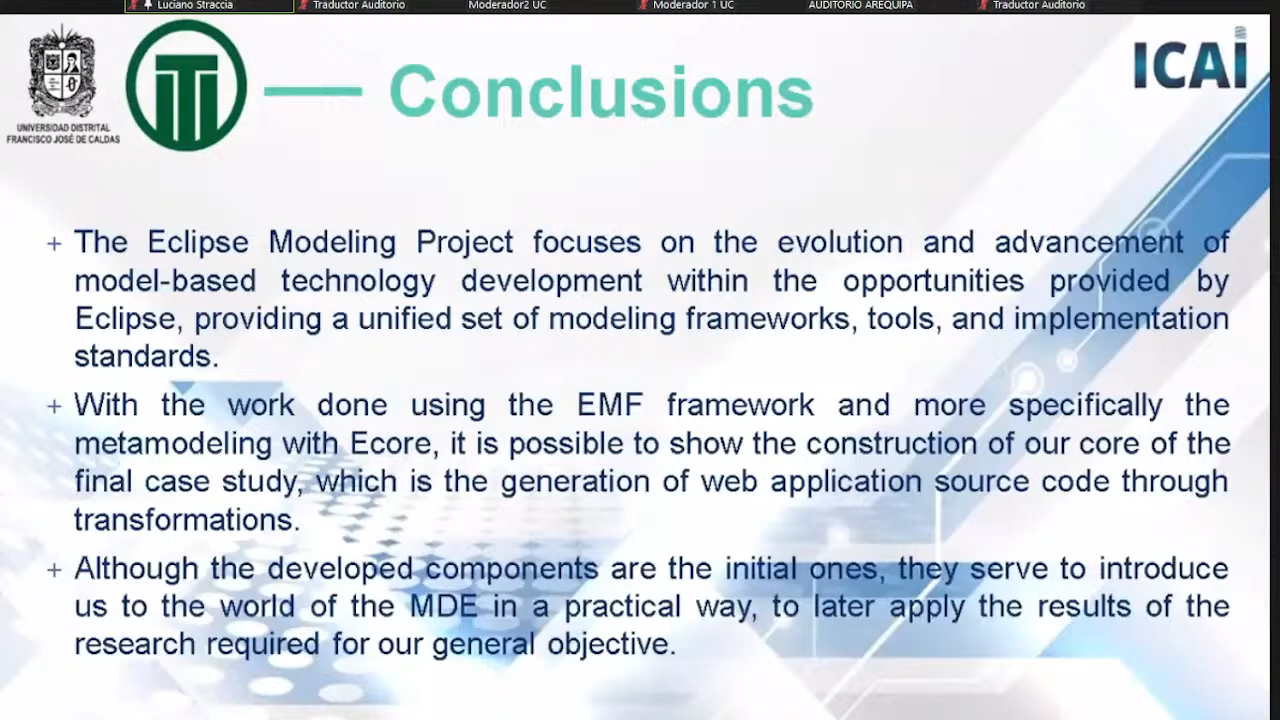 Luciano Straccia Traductor Auditorio Moderador2 UC Moderador 1 UC AUDITORIO AREQUIPA Traductor Auditorio
UNIVERSIDAD DISTRITAL
FRANCISCO JOSÉ DE CALDAS
Conclusions
ICAI
+ The Eclipse Modeling Project focuses on the evolution and advancement of
model-based technology development within the opportunities provided by
Eclipse, providing a unified set of modeling frameworks, tools, and implementation
standards.
+ With the work done using the EMF framework and more specifically the
metamodeling with Ecore, it is possible to show the construction of our core of the
final case study, which is the generation of web application source code through
transformations.
+ Although the developed components are the initial ones, they serve to introduce
us to the world of the MDE in a practical way, to later apply the results of the
research required for our general objective.